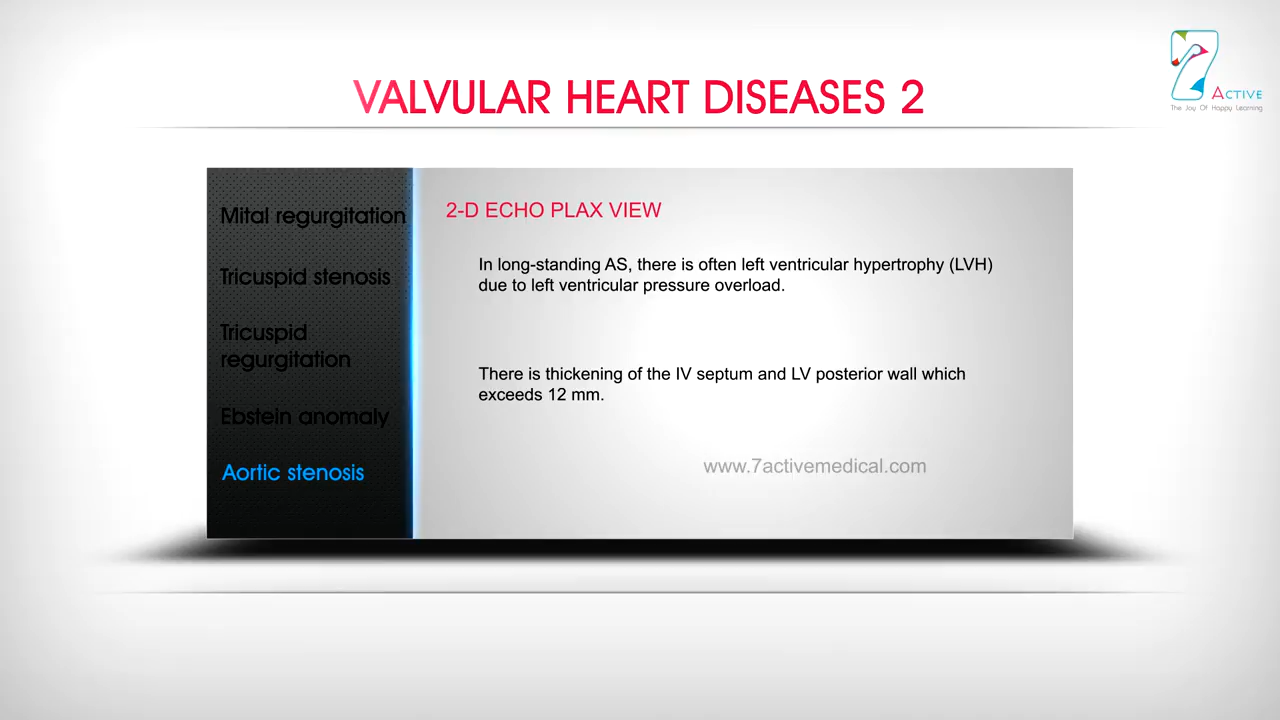 VALVULAR HEART DISEASES 2
7
ACTIVE
The Joy Of Happy Learning
Mital regurgitation
Tricuspid stenosis
Tricuspid
regurgitation
Ebstein anomaly
Aortic stenosis
2-D ECHO PLAX VIEW
In long-standing AS, there is often left ventricular hypertrophy (LVH)
due to left ventricular pressure overload.
There is thickening of the IV septum and LV posterior wall which
exceeds 12 mm.
www.7activemedical.com